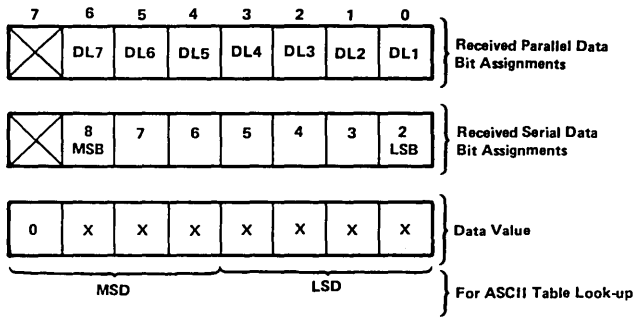 7 6 5 4 3 2 1 0
DL7 DL6 DL5 DL4 DL3 DL2 DL1
Received Parallel Data
Bit Assignments
8 7 6 5 4 3 2
MSB LSB
Received Serial Data
Bit Assignments
0 X X X X X X X
Data Value
MSD LSD
For ASCII Table Look-up